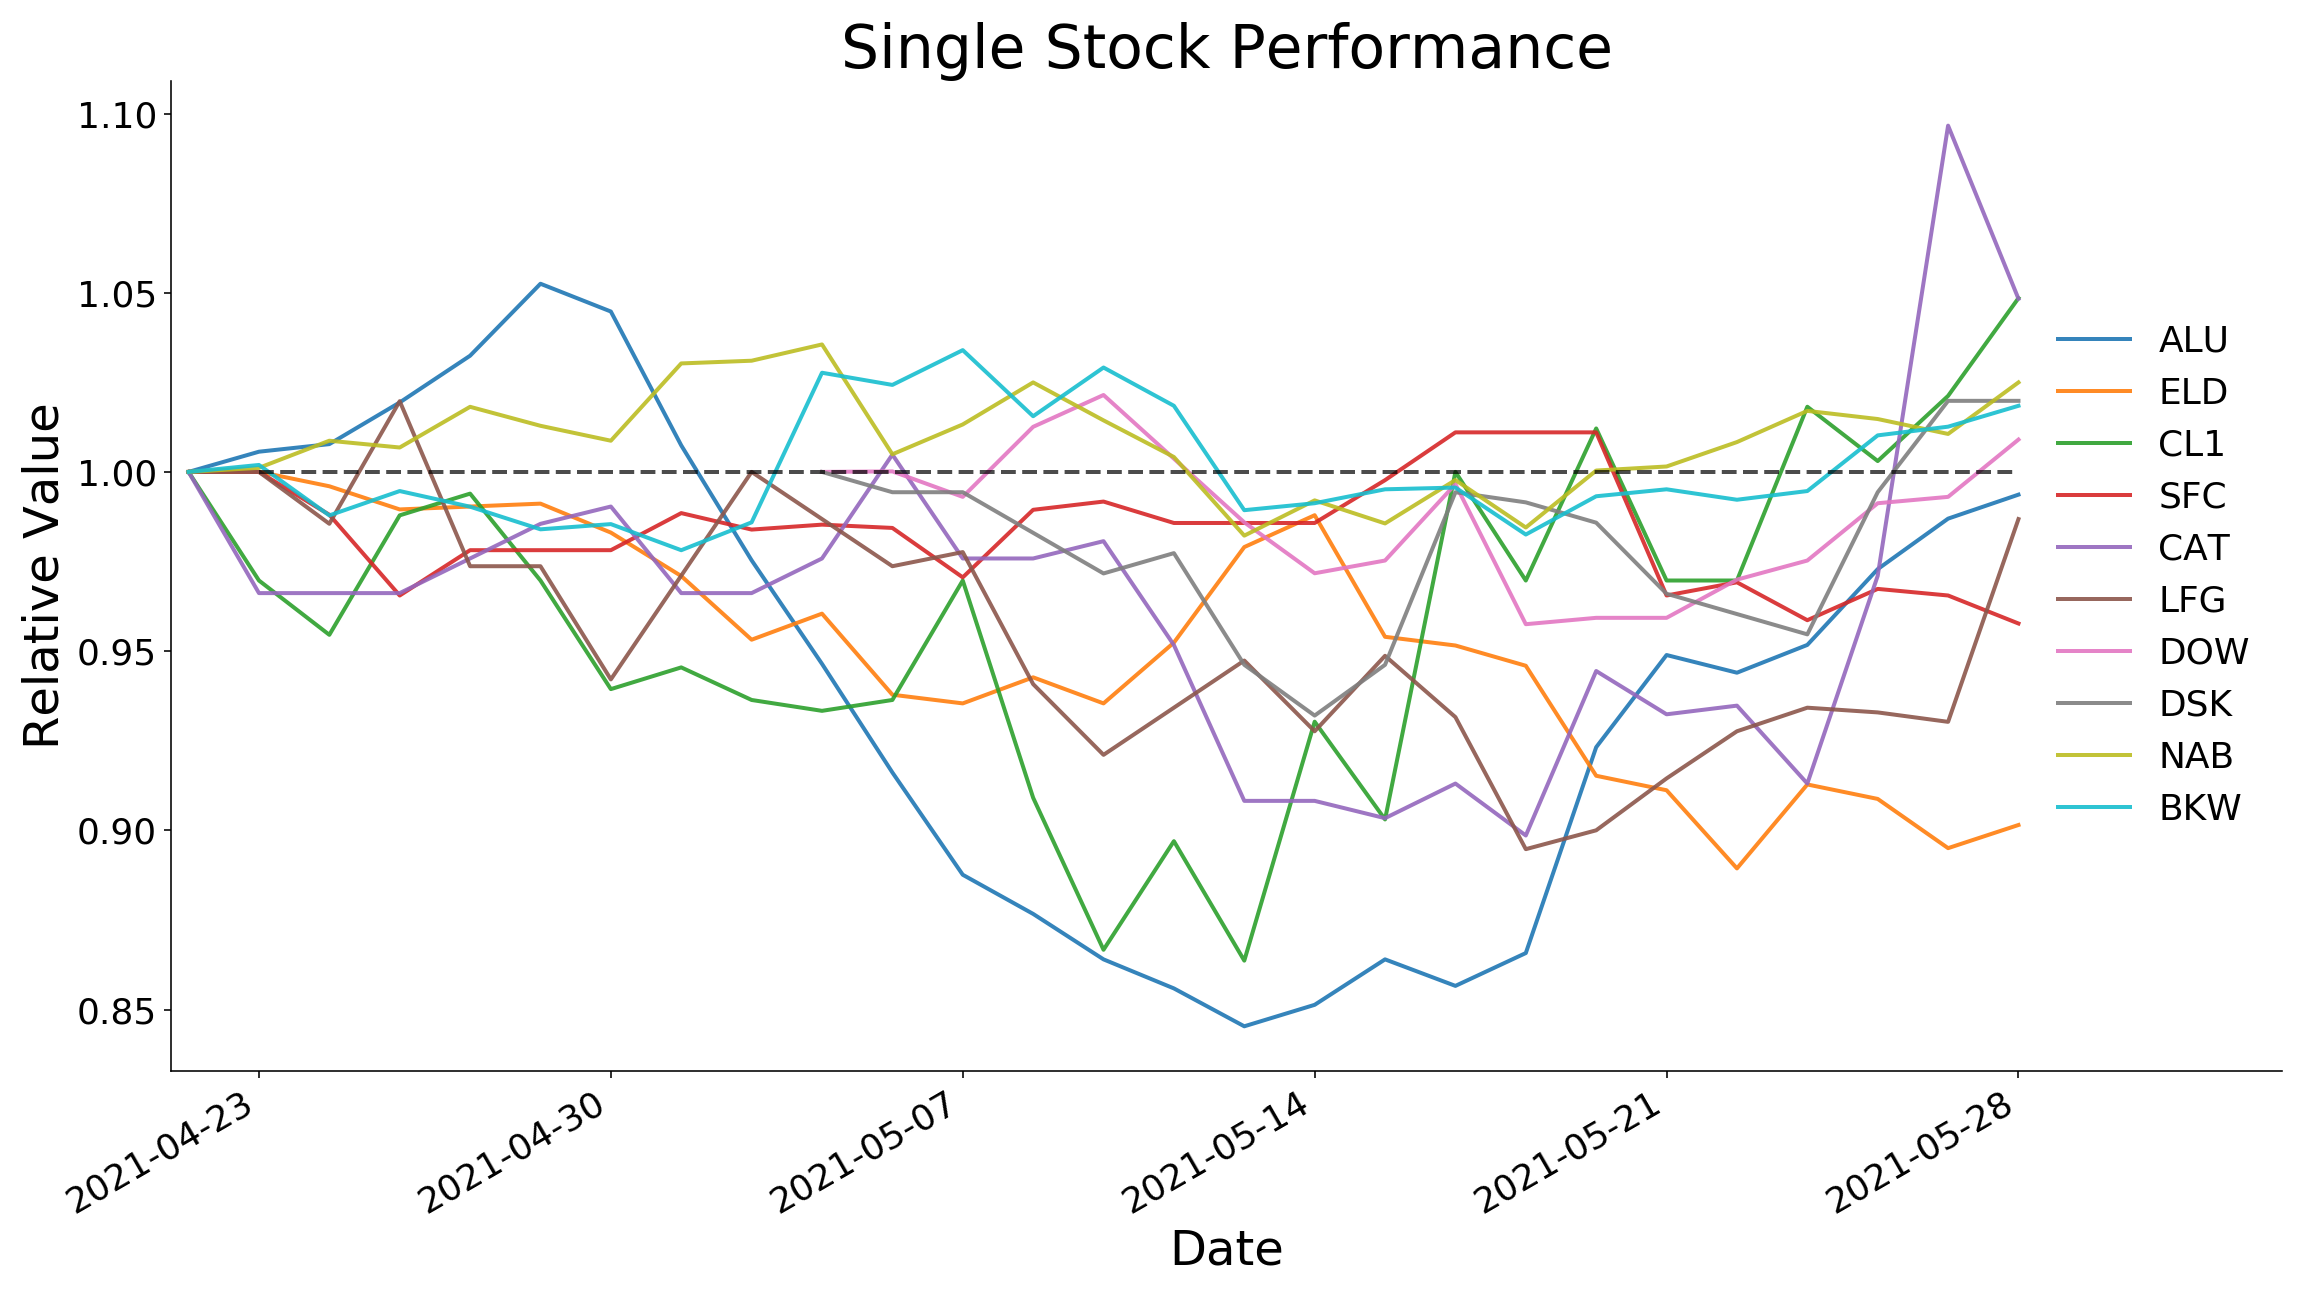 Single Stock Performance
Relative Value
1.10
1.05
1.00
0.95
0.90
0.85
2021-04-23
2021-04-30
2021-05-07
2021-05-14
2021-05-21
2021-05-28
Date
ALU
ELD
CL1
SFC
CAT
LFG
DOW
DSK
NAB
BKW